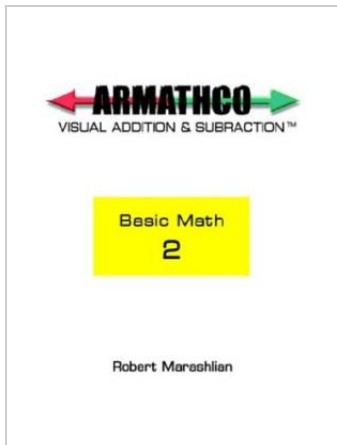 ARMATHCO
VISUAL ADDITION & SUBRACTION™
Basic Math
2
Robert Marashlian